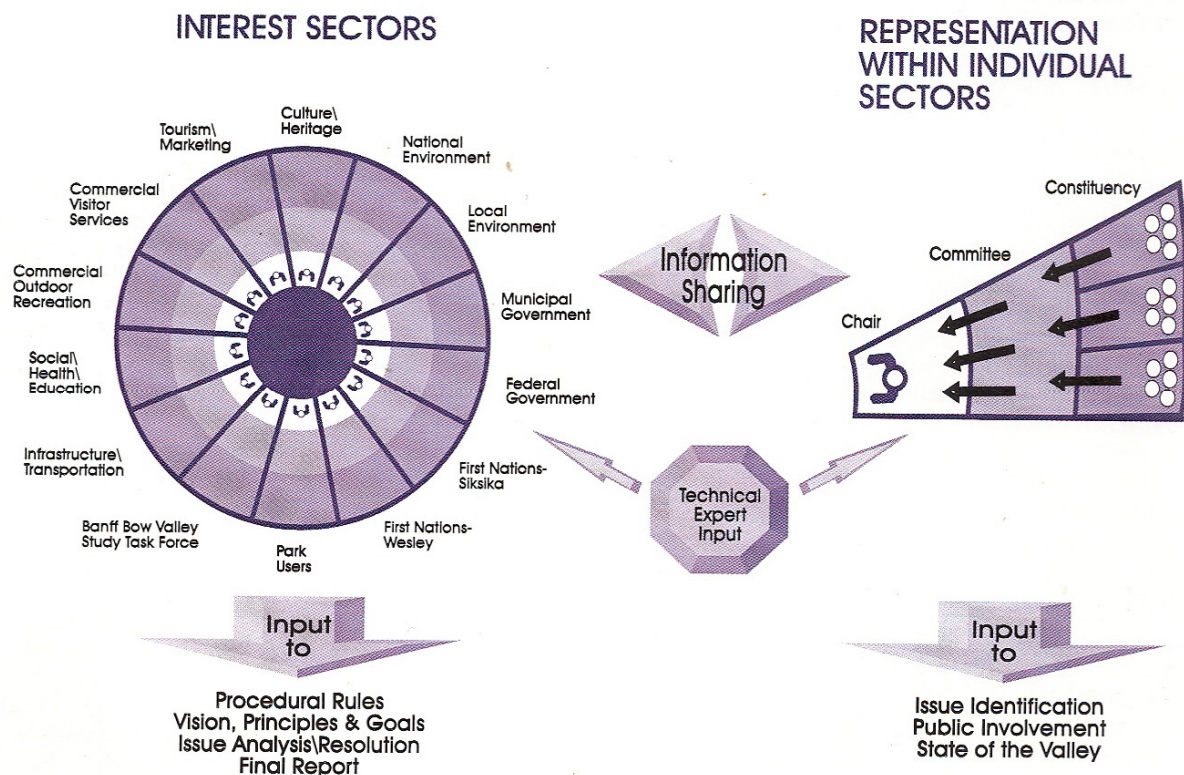 INTEREST SECTORS
REPRESENTATION
WITHIN INDIVIDUAL
SECTORS
Culture\
Heritage
National
Environment
Local
Environment
Municipal
Government
Federal
Government
First Nations-
Siksika
First Nations-
Wesley
Park
Users
Banff Bow Valley
Study Task Force
Infrastructure\
Transportation
Social\
Health\
Education
Commercial
Outdoor
Recreation
Commercial
Visitor
Services
Tourism\
Marketing
Information
Sharing
Constituency
Committee
Chair
Technical
Expert
Input
Input
to
Procedural Rules
Vision, Principles & Goals
Issue Analysis\Resolution
Final Report
Input
to
Issue Identification
Public Involvement
State of the Valley